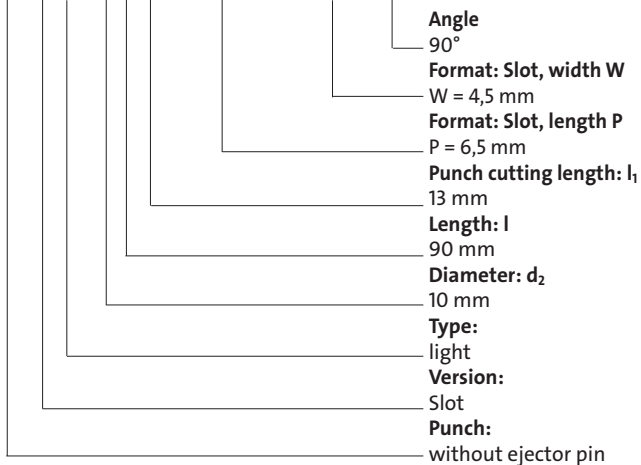 Angle
90°
Format: Slot, width W
W = 4,5 mm
Format: Slot, length P
P = 6,5 mm
Punch cutting length: l₁
13 mm
Length: l
90 mm
Diameter: d₂
10 mm
Type:
light
Version:
Slot
Punch:
without ejector pin